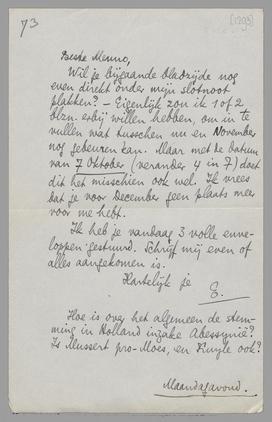 73
[1293]
Beste Menno,
Wil je bijgaande bladzijde nog
even direkt onder mijn slotnoot
plakken? – Eigenlijk zou ik 1 of 2
blzn. erbij willen hebben, om in te
vullen wat tusschen nu en November
nog gebeuren kan. Maar met de datum
van 7 Oktober (verander 4 in 7) doet
dit het misschien ook wel. Ik vrees
dat je voor December geen plaats meer
voor me hebt.
Ik heb je vandaag 3 volle enve-
loppen gestuurd. Schrijf mij even of
alles aangekomen is.
Hartelijk je
E.
Hoe is over het algemeen de stem-
ming in Holland inzake Abessynië?
Is Mussert pro-Moes, en Kuyle ook?
Maandagavond.